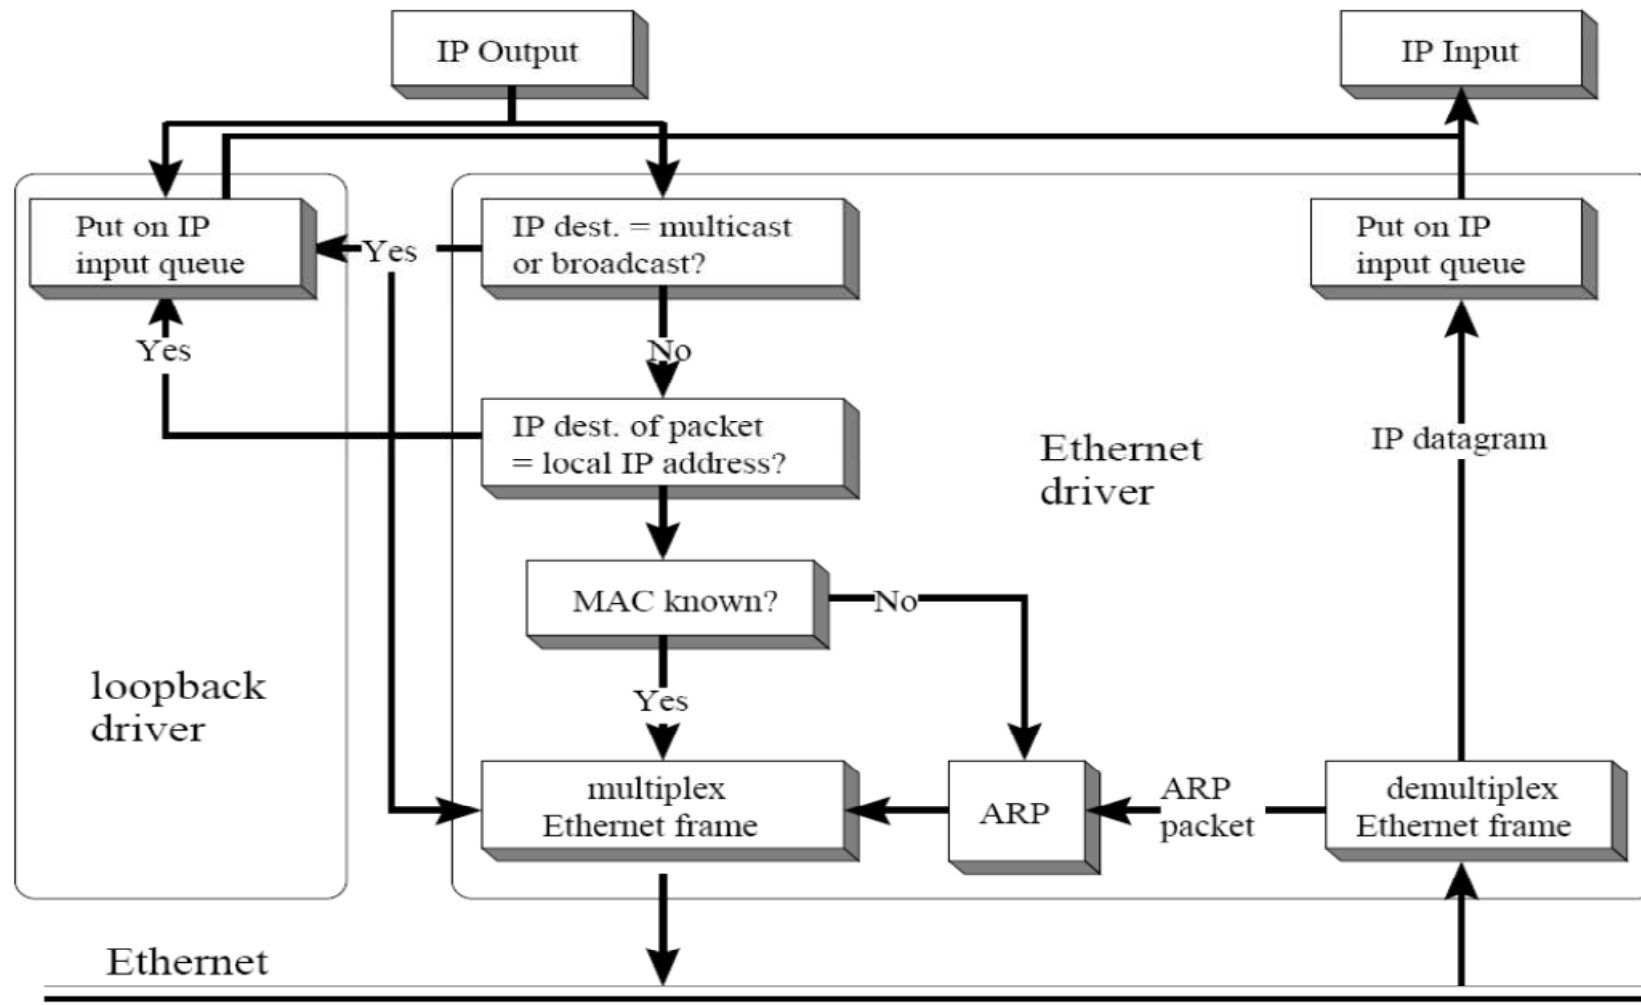 IP Output
IP Input
Put on IP
input queue
Yes
IP dest. = multicast
or broadcast?
Put on IP
input queue
Yes
No
IP dest. of packet
= local IP address?
Ethernet
driver
IP datagram
MAC known?
No
loopback
driver
Yes
multiplex
Ethernet frame
ARP
ARP
packet
demultiplex
Ethernet frame
Ethernet